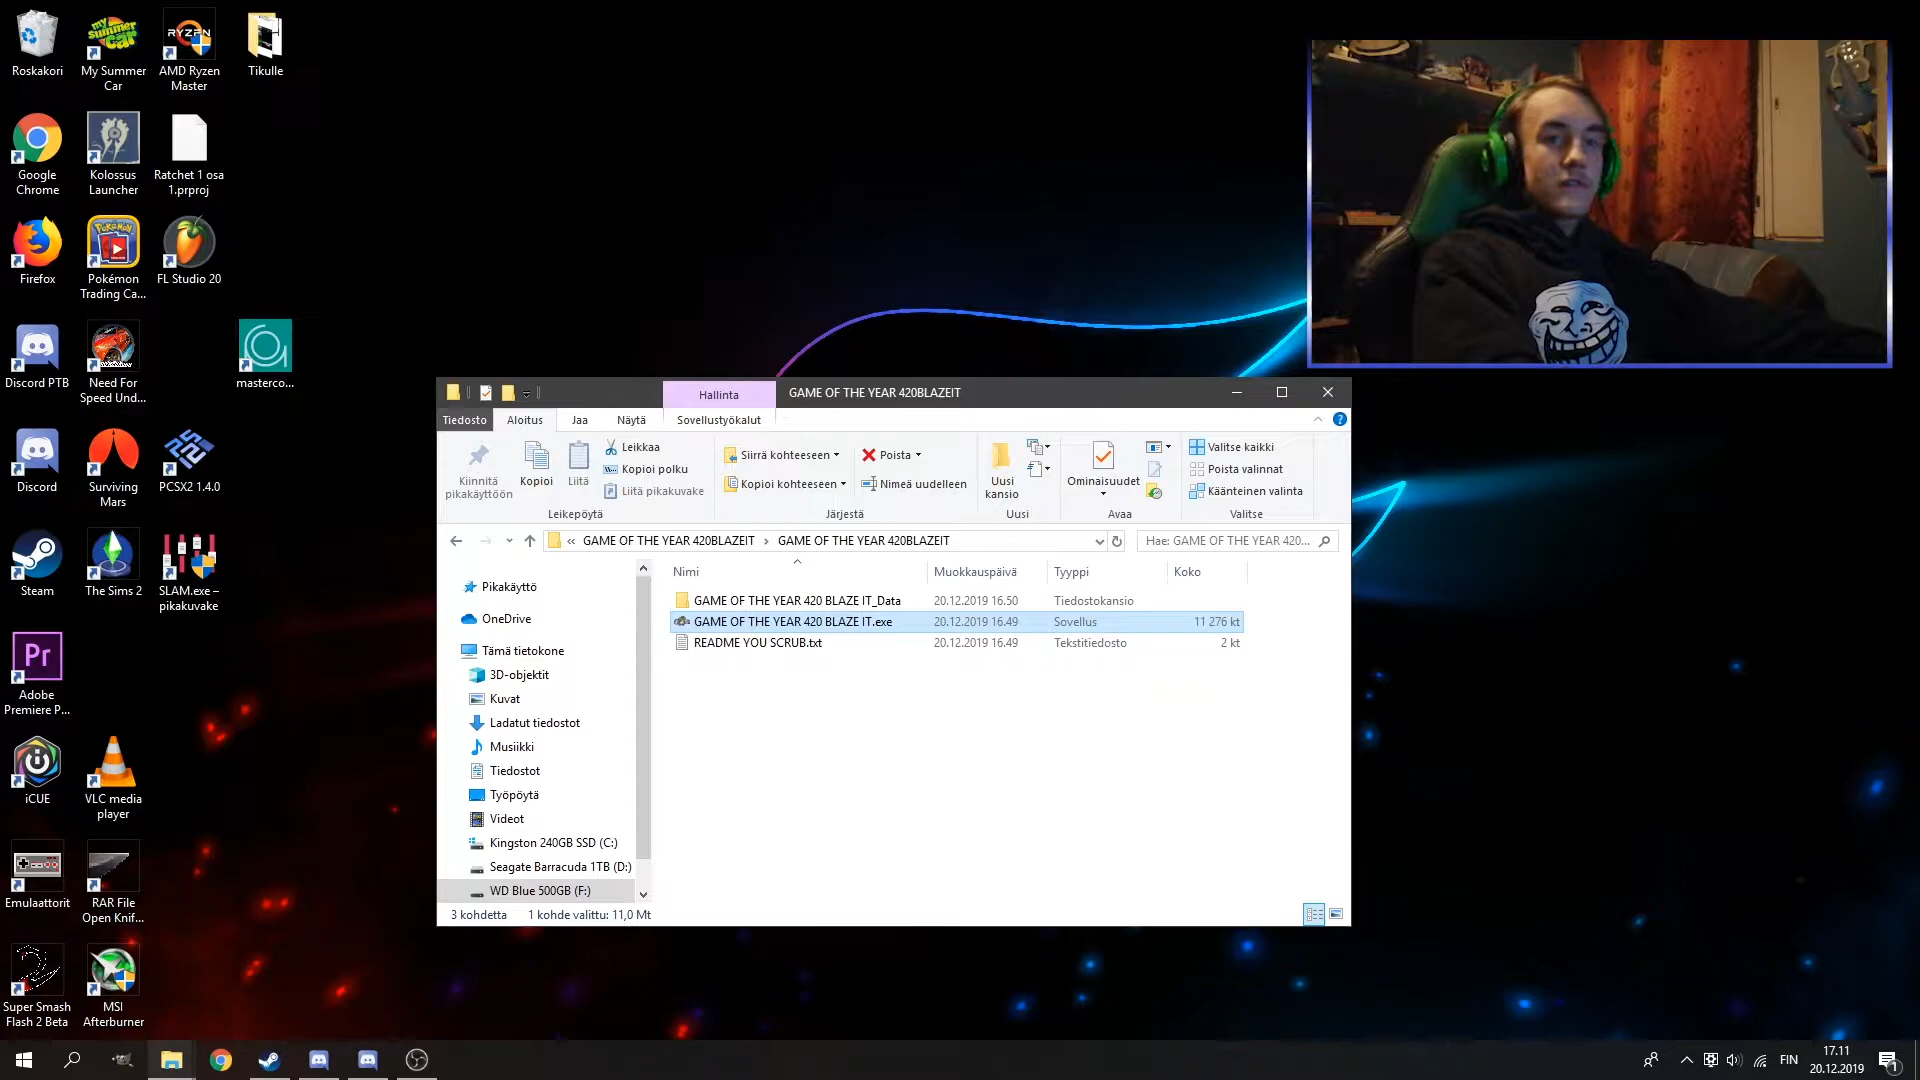 Roskakori
My Summer
Car
AMD Ryzen
Master
Tikulle
Google
Chrome
Kolossus
Launcher
Ratchet 1 osa
1.prproj
Firefox
Pokémon
Trading Ca...
FL Studio 20
Discord PTB
Need For
Speed Und...
masterco...
Discord
Surviving
Mars
PCSX2 1.4.0
Steam
The Sims 2
SLAM.exe –
pikakuvake
Adobe
Premiere P...
iCUE
VLC media
player
Emulaattorit
RAR File
Open Knif...
Super Smash
Flash 2 Beta
MSI
Afterburner
my
summer
car
RYZEN
POKÉMON
Pr
Hallinta
GAME OF THE YEAR 420BLAZEIT
Tiedosto
Aloitus
Jaa
Näytä
Sovellustyökalut
Kiinnitä
pikakäyttöön
Kopioi
Liitä
Leikkaa
Kopioi polku
Liitä pikakuvake
Leikepöytä
Siirrä kohteeseen
Kopioi kohteeseen
Poista
Nimeä uudelleen
Järjestä
Uusi
kansio
Uusi
Ominaisuudet
Avaa
Valitse kaikki
Poista valinnat
Käänteinen valinta
Valitse
« GAME OF THE YEAR 420BLAZEIT › GAME OF THE YEAR 420BLAZEIT
Hae: GAME OF THE YEAR 420...
Nimi Muokkauspäivä Tyyppi Koko
GAME OF THE YEAR 420 BLAZE IT_Data 20.12.2019 16.50 Tiedostokansio
GAME OF THE YEAR 420 BLAZE IT.exe 20.12.2019 16.49 Sovellus 11 276 kt
README YOU SCRUB.txt 20.12.2019 16.49 Tekstitiedosto 2 kt
Pikakäyttö
OneDrive
Tämä tietokone
3D-objektit
Kuvat
Ladatut tiedostot
Musiikki
Tiedostot
Työpöytä
Videot
Kingston 240GB SSD (C:)
Seagate Barracuda 1TB (D:)
WD Blue 500GB (F:)
3 kohdetta 1 kohde valittu: 11,0 Mt
FIN
17.11
20.12.2019
1